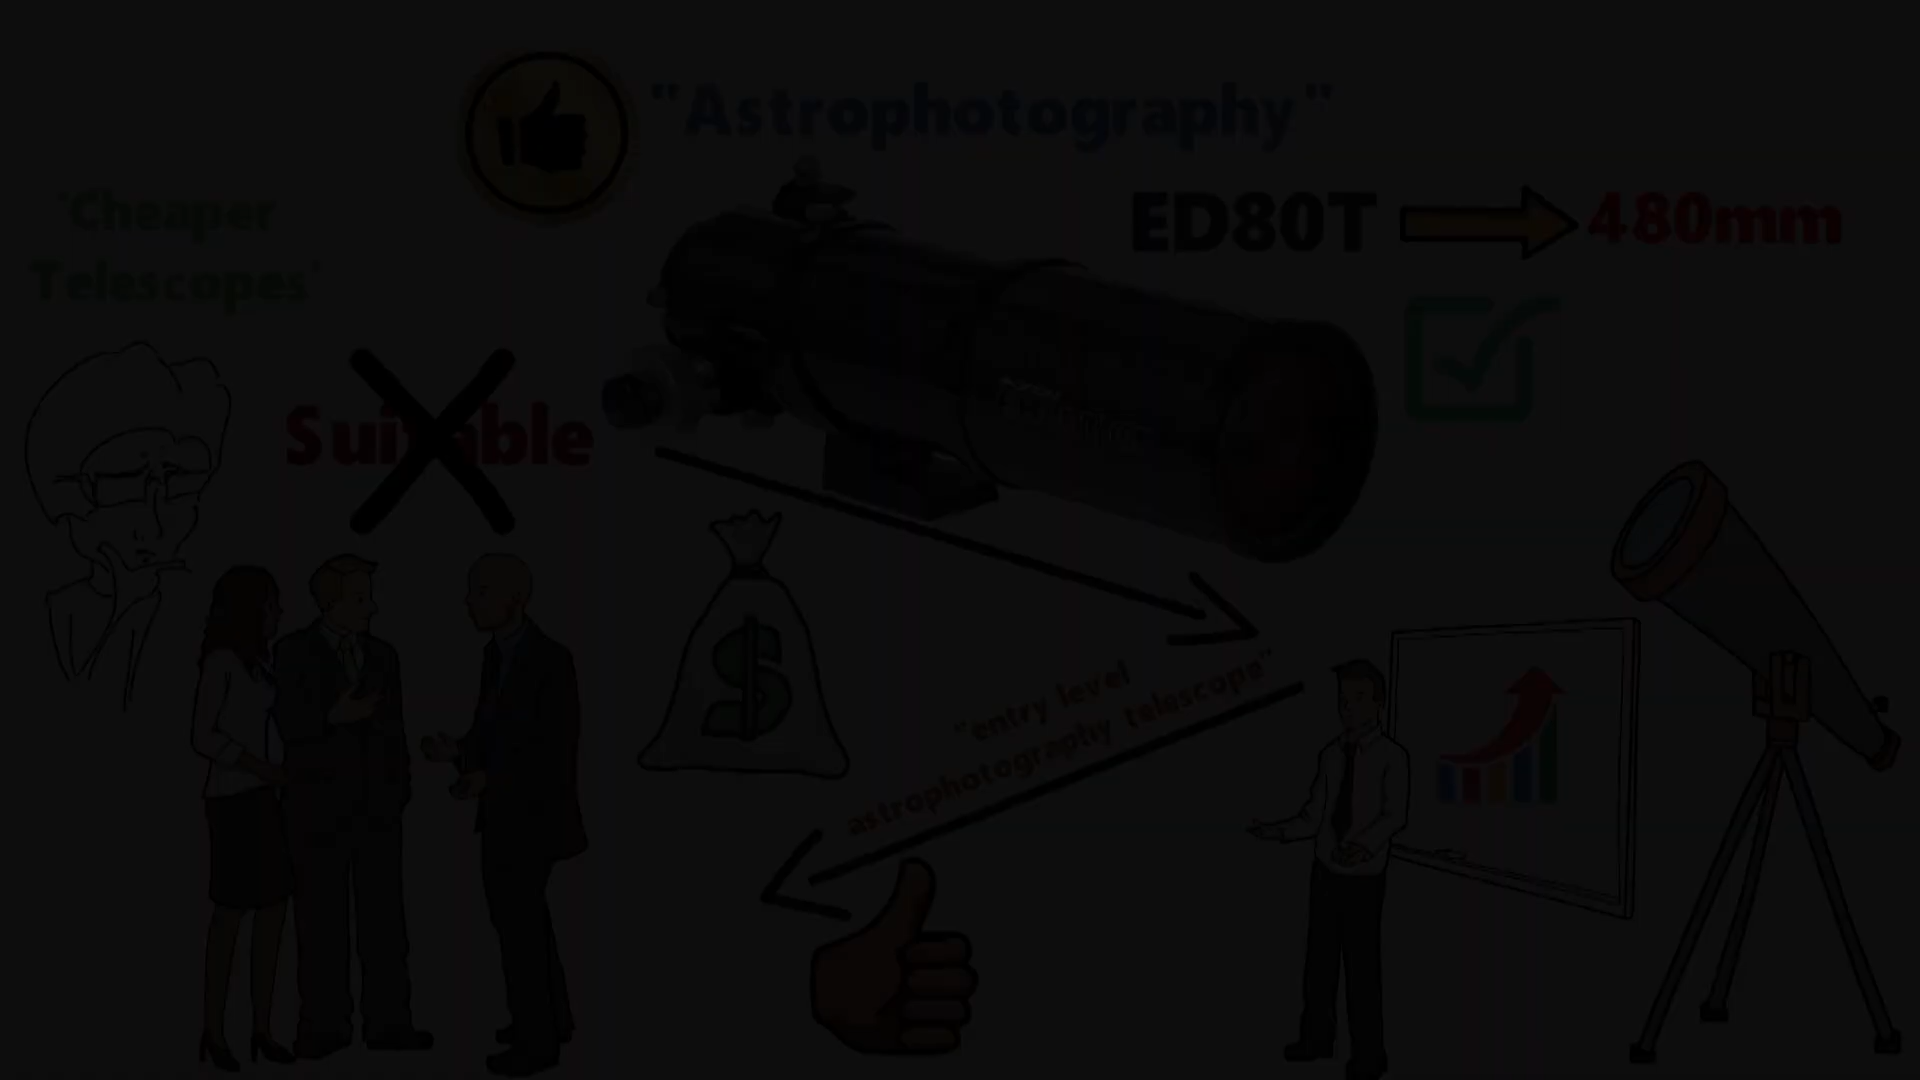 "Astrophotography"
'Cheaper
Telescopes'
ED80T
480mm
Suitable
"entry level
astrophotography telescope"
$